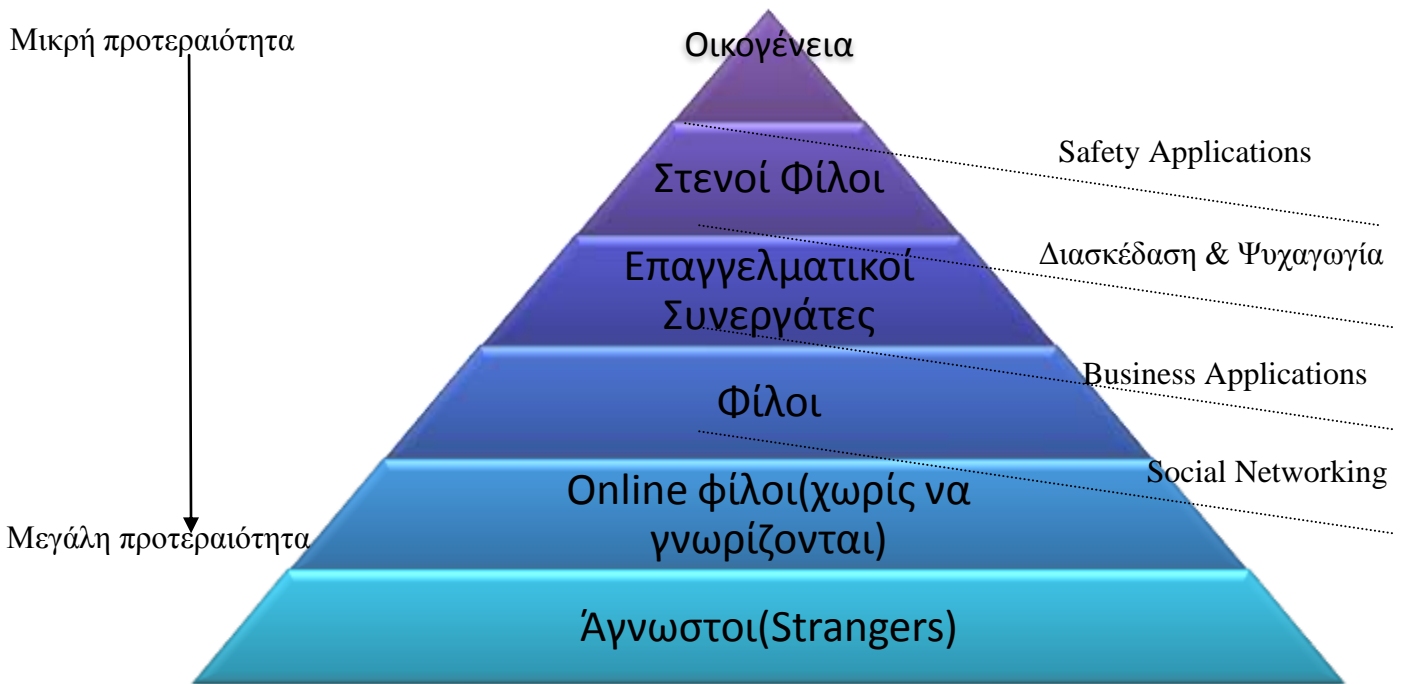 Μικρή προτεραιότητα
Οικογένεια
Safety Applications
Στενοί Φίλοι
Διασκέδαση & Ψυχαγωγία
Επαγγελματικοί
Συνεργάτες
Business Applications
Φίλοι
Social Networking
Online φίλοι(χωρίς να
γνωρίζονται)
Μεγάλη προτεραιότητα
Άγνωστοι(Strangers)